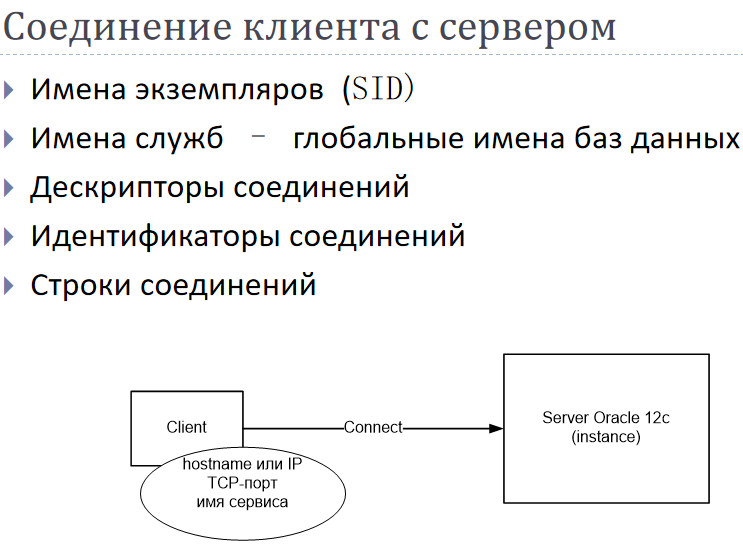 Соединение клиента с сервером
Имена экземпляров (SID)
Имена служб – глобальные имена баз данных
Дескрипторы соединений
Идентификаторы соединений
Строки соединений
Client
Connect
Server Oracle 12c
(instance)
hostname или IP
TCP-порт
имя сервиса